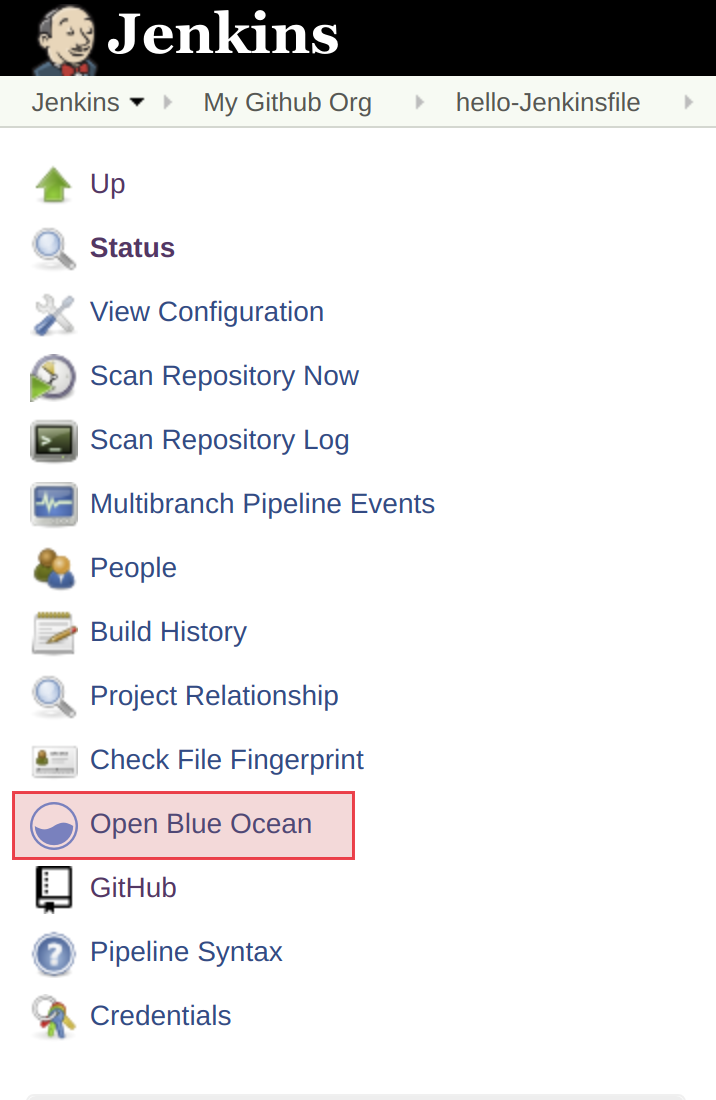 Jenkins
Jenkins My Github Org hello-Jenkinsfile
Up
Status
View Configuration
Scan Repository Now
Scan Repository Log
Multibranch Pipeline Events
People
Build History
Project Relationship
Check File Fingerprint
Open Blue Ocean
GitHub
Pipeline Syntax
Credentials